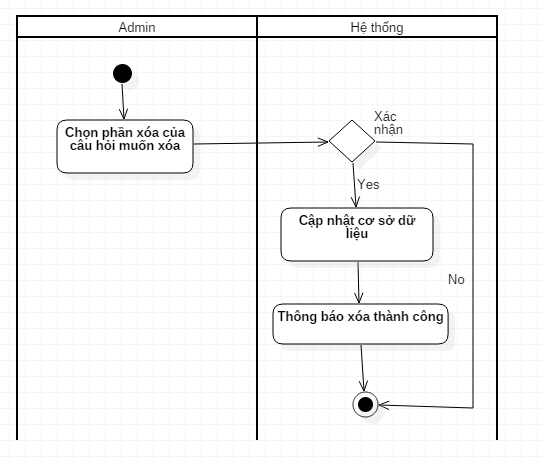 Admin
Hệ thống
Chọn phần xóa của
câu hỏi muốn xóa
Xác
nhận
Yes
Cập nhật cơ sở dữ
liệu
No
Thông báo xóa thành công